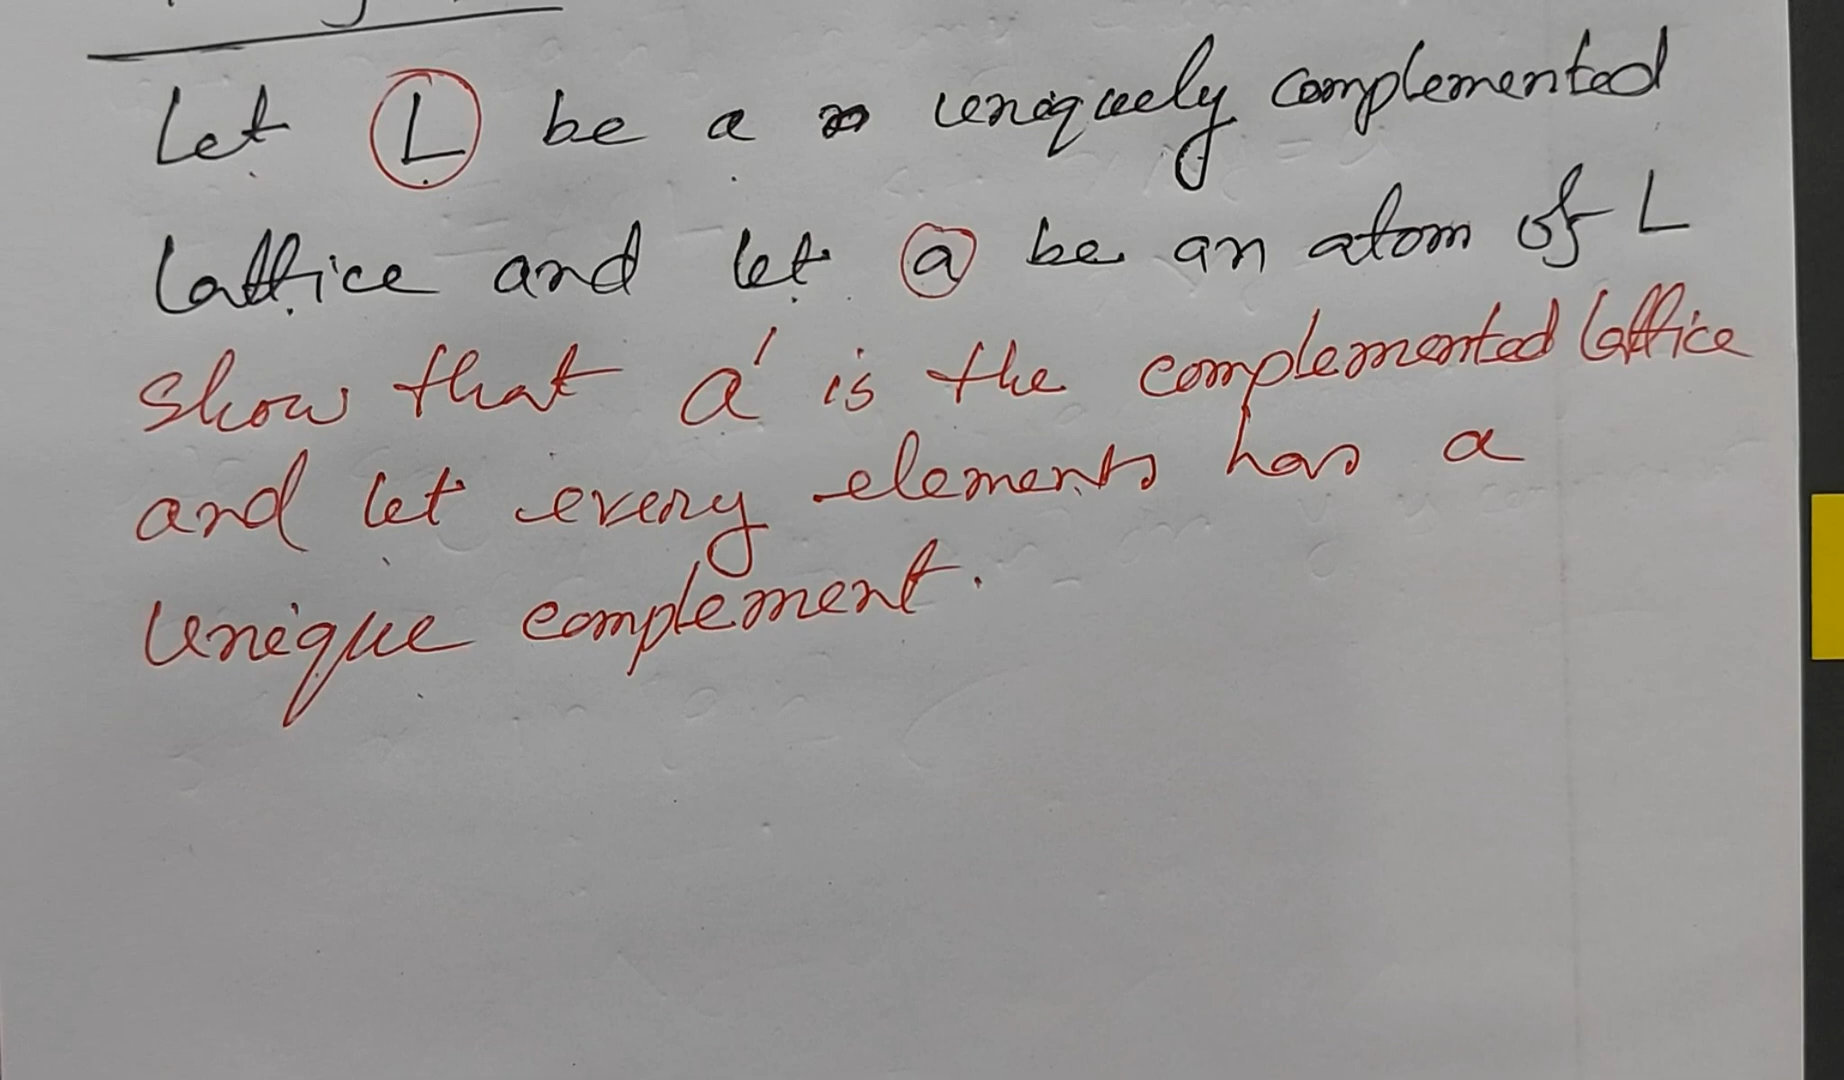 Let L be a uniquely complemented
lattice and let a be an atom of L
show that a' is the complemented lattice
and let every elements has a
unique complement.